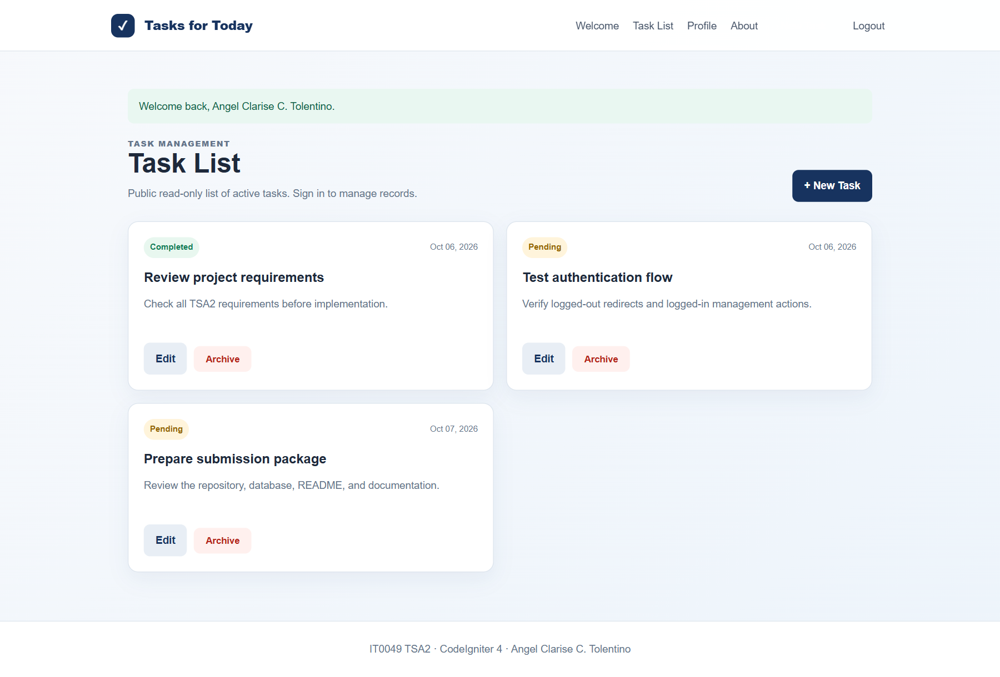 Tasks for Today
Welcome Task List Profile About Logout
Welcome back, Angel Clarise C. Tolentino.
TASK MANAGEMENT
Task List
Public read-only list of active tasks. Sign in to manage records.
+ New Task
Completed Oct 06, 2026
Review project requirements
Check all TSA2 requirements before implementation.
Edit Archive
Pending Oct 06, 2026
Test authentication flow
Verify logged-out redirects and logged-in management actions.
Edit Archive
Pending Oct 07, 2026
Prepare submission package
Review the repository, database, README, and documentation.
Edit Archive
IT0049 TSA2 · CodeIgniter 4 · Angel Clarise C. Tolentino